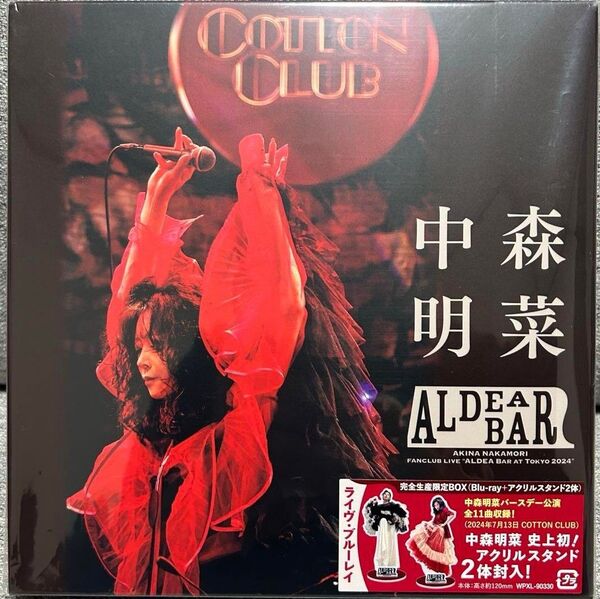 COTTON
CLUB
中森
明菜
ALDEA
BAR
AKINA NAKAMORI
FANCLUB LIVE "ALDEA BAR AT TOKYO 2024"
完全生産限定BOX(Blu-ray+アクリルスタンド2体)
ライヴ・ブルーレイ
中森明菜バースデー公演
全11曲収録!
(2024年7月13日 COTTON CLUB)
中森明菜 史上初!
アクリルスタンド
2体封入!
本体:高さ約120mm WPXL-90330